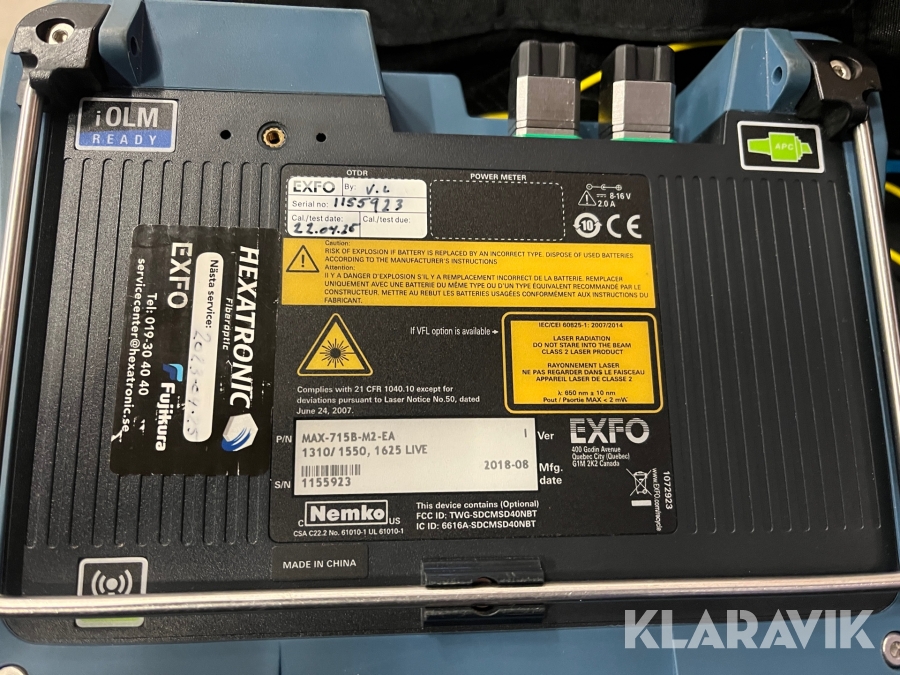 iOLM
READY
APC
OTDR
POWER METER
EXFO By: V.L
Serial no: 1155923
Cal./test date: Cal./test due:
22.04.25
8-16 V
2.0 A
10
CE
Caution:
RISK OF EXPLOSION IF BATTERY IS REPLACED BY AN INCORRECT TYPE. DISPOSE OF USED BATTERIES
ACCORDING TO THE MANUFACTURER'S INSTRUCTIONS
Attention:
IL Y A DANGER D'EXPLOSION S'IL Y A REMPLACEMENT INCORRECT DE LA BATTERIE. REMPLACER
UNIQUEMENT AVEC UNE BATTERIE DU MÊME TYPE OU D'UN TYPE ÉQUIVALENT RECOMMANDÉ PAR LE
CONSTRUCTEUR. METTRE AU REBUT LES BATTERIES USAGÉES CONFORMÉMENT AUX INSTRUCTIONS DU
FABRICANT.
If VFL option is available
IEC/CEI 60825-1: 2007/2014
LASER RADIATION
DO NOT STARE INTO THE BEAM
CLASS 2 LASER PRODUCT
RAYONNEMENT LASER
NE PAS REGARDER DANS LE FAISCEAU
APPAREIL LASER DE CLASSE 2
λ: 650 nm ± 10 nm
Pout / Psortie MAX < 2 mW
Complies with 21 CFR 1040.10 except for
deviations pursuant to Laser Notice No.50, dated
June 24, 2007.
P/N MAX-715B-M2-EA I Ver
1310/1550, 1625 LIVE
2018-08 Mfg. date
S/N 1155923
EXFO
400 Godin Avenue
Quebec City (Quebec)
G1M 2K2 Canada
www.EXFO.com/recycle
1072923
C Nemko US
CSA C22.2 No. 61010-1 UL 61010-1
This device contains (Optional)
FCC ID: TWG-SDCMSD40NBT
IC ID: 6616A-SDCMSD40NBT
MADE IN CHINA
HEXATRONIC
Fiberoptic
Nästa service:
EXFO
Fujikura
Tel: 019-30 40 40
servicecenter@hexatronic.se
KLARAVIK